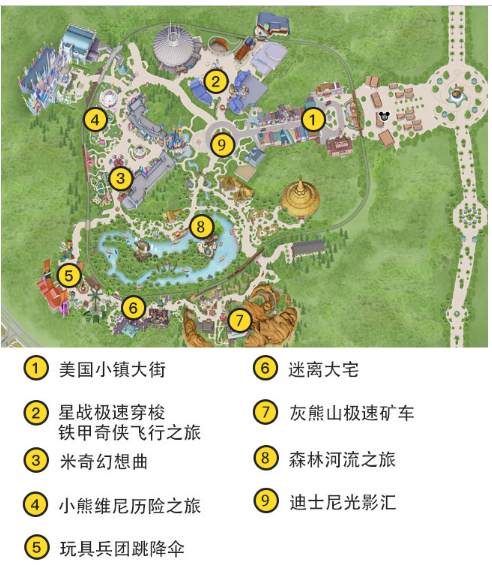 2
1
4
9
3
8
5
6
7
1 美国小镇大街
2 星战极速穿梭
铁甲奇侠飞行之旅
3 米奇幻想曲
4 小熊维尼历险之旅
5 玩具兵团跳降伞
6 迷离大宅
7 灰熊山极速矿车
8 森林河流之旅
9 迪士尼光影汇